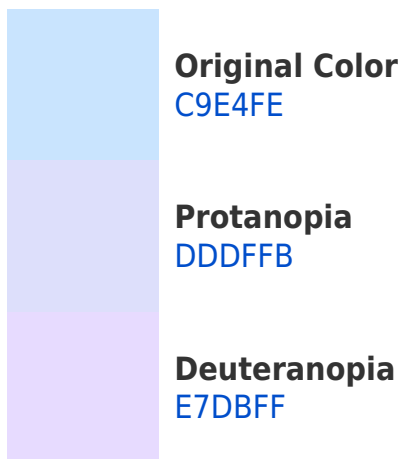 Original Color
C9E4FE
Protanopia
DDDFFB
Deuteranopia
E7DBFF